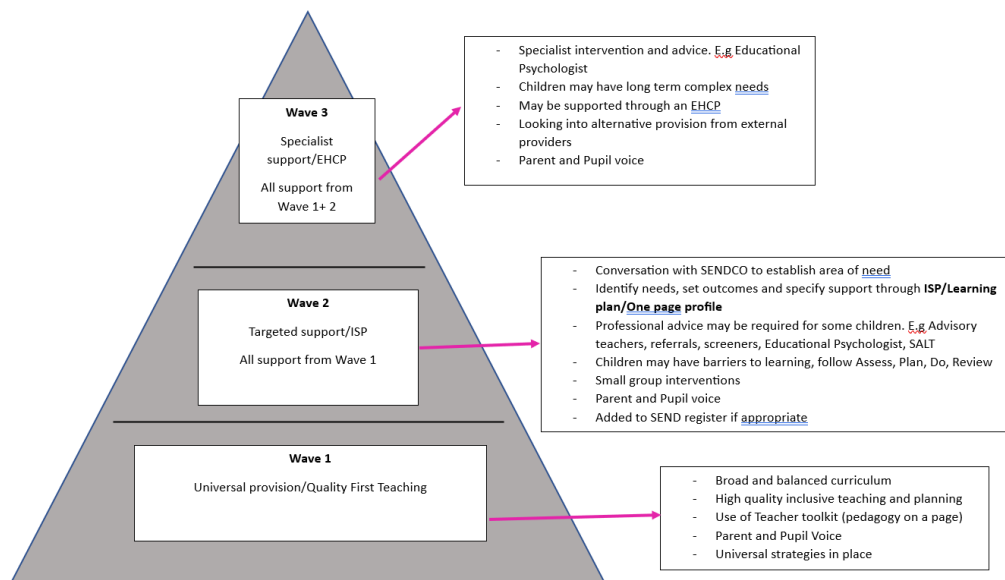 Wave 3
Specialist
support/EHCP
All support from
Wave 1+ 2
- Specialist intervention and advice. E.g Educational
Psychologist
- Children may have long term complex needs
- May be supported through an EHCP
- Looking into alternative provision from external
providers
- Parent and Pupil voice
Wave 2
Targeted support/ISP
All support from Wave 1
- Conversation with SENDCO to establish area of need
- Identify needs, set outcomes and specify support through ISP/Learning
plan/One page profile
- Professional advice may be required for some children. E.g Advisory
teachers, referrals, screeners, Educational Psychologist, SALT
- Children may have barriers to learning, follow Assess, Plan, Do, Review
- Small group interventions
- Parent and Pupil voice
- Added to SEND register if appropriate
Wave 1
Universal provision/Quality First Teaching
- Broad and balanced curriculum
- High quality inclusive teaching and planning
- Use of Teacher toolkit (pedagogy on a page)
- Parent and Pupil Voice
- Universal strategies in place